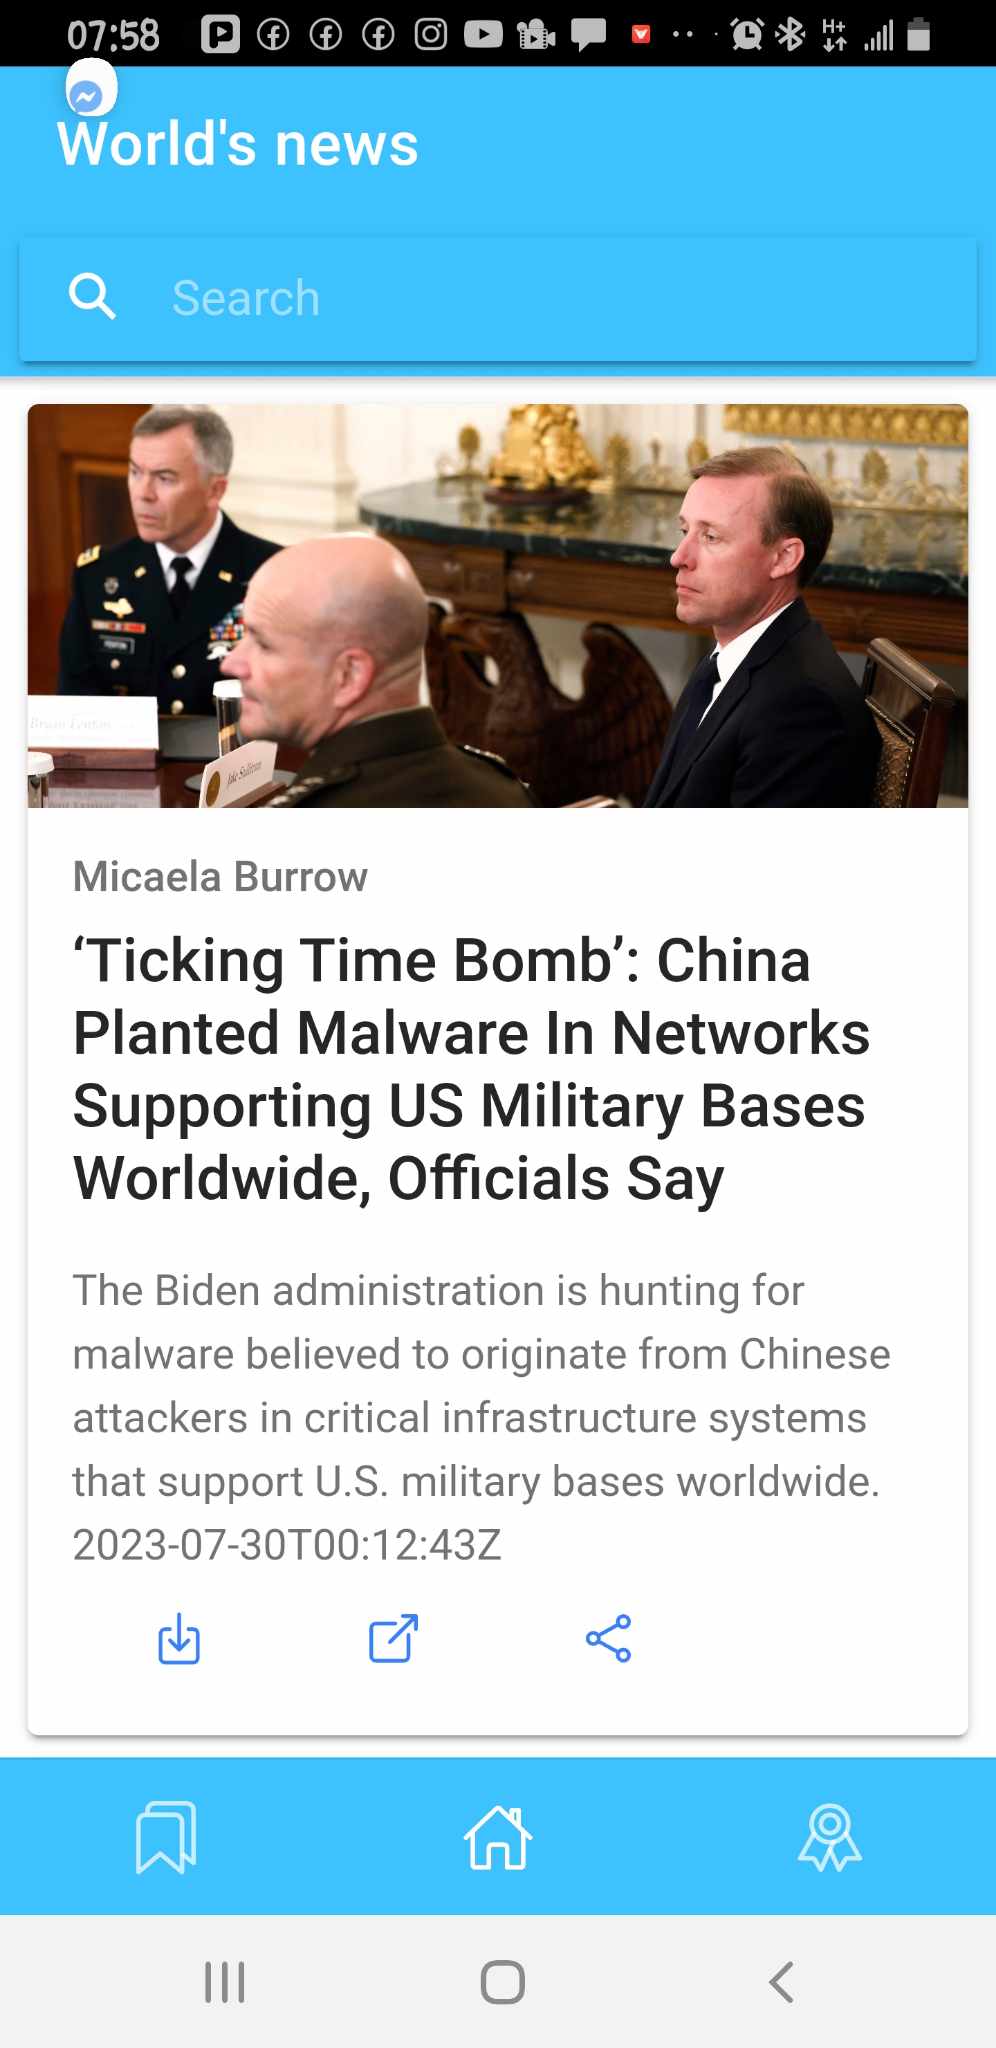 07:58
H+
World's news
Search
Jake Sullivan
Micaela Burrow
‘Ticking Time Bomb’: China
Planted Malware In Networks
Supporting US Military Bases
Worldwide, Officials Say
The Biden administration is hunting for
malware believed to originate from Chinese
attackers in critical infrastructure systems
that support U.S. military bases worldwide.
2023-07-30T00:12:43Z